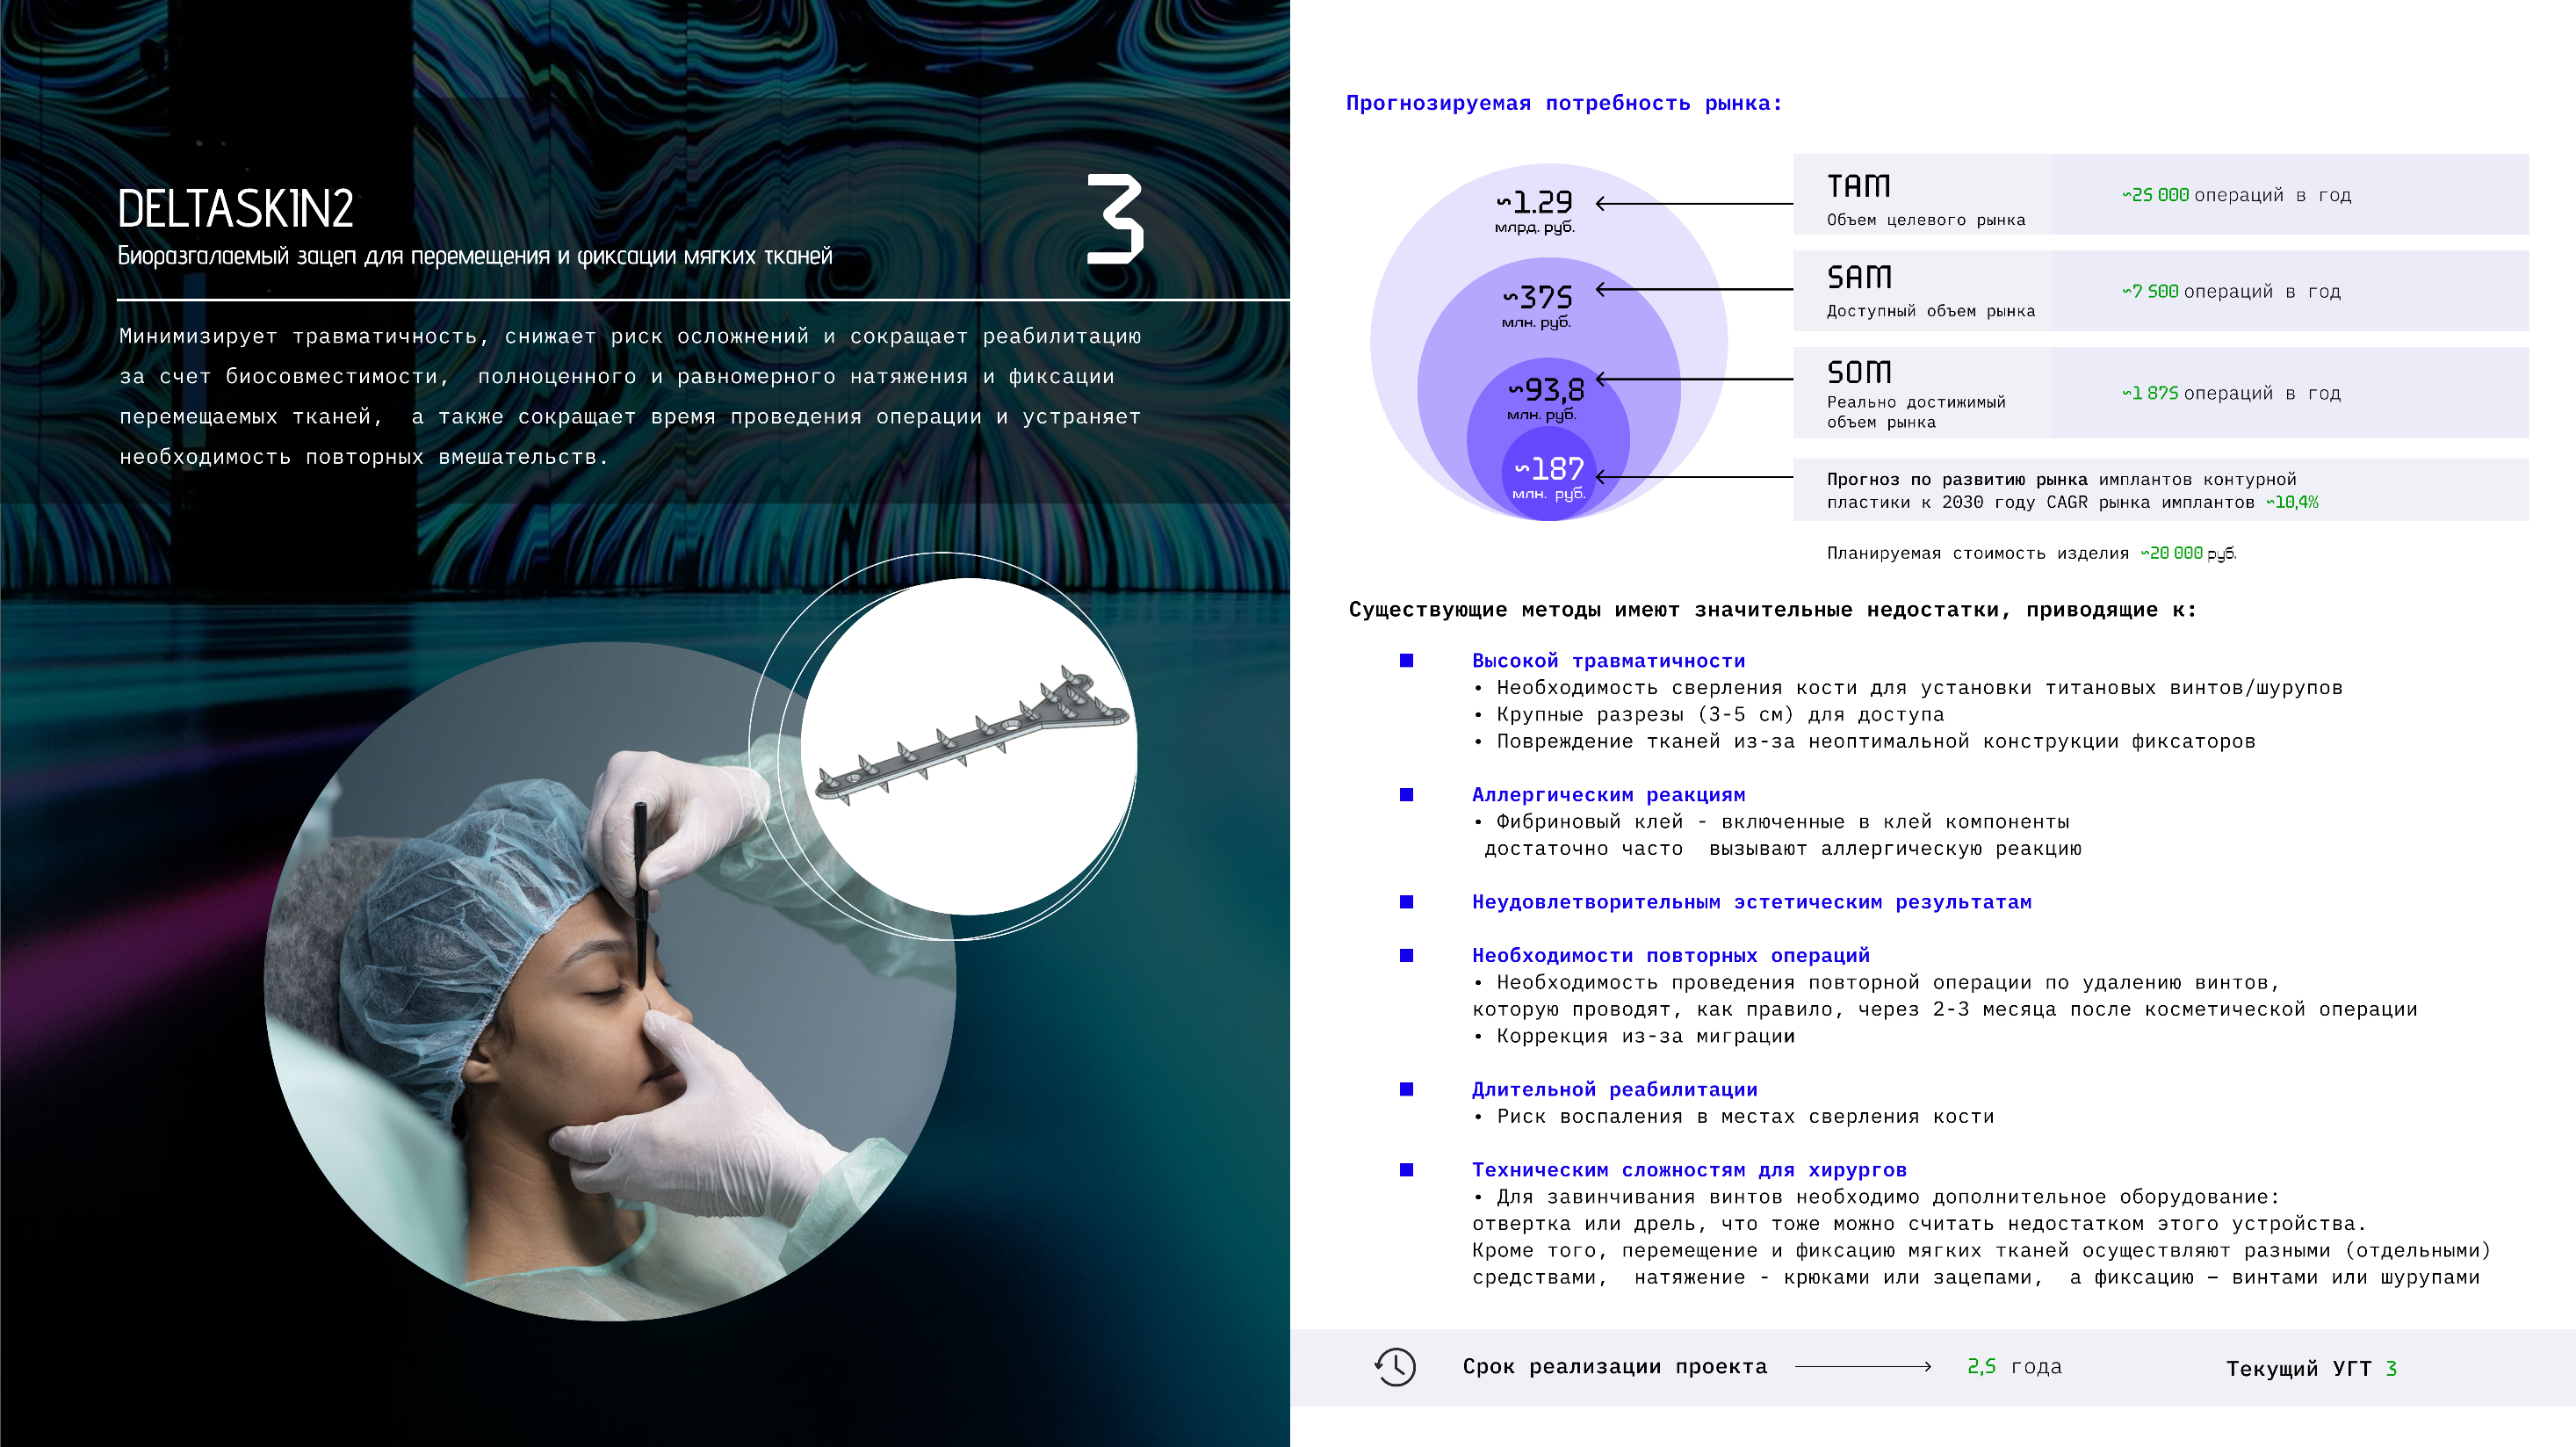 DELTASKIN2
3
Биоразгалаемый зацеп для перемещения и фиксации мягких тканей
Минимизирует травматичность, снижает риск осложнений и сокращает реабилитацию
за счет биосовместимости, полноценного и равномерного натяжения и фиксации
перемещаемых тканей, а также сокращает время проведения операции и устраняет
необходимость повторных вмешательств.
Прогнозируемая потребность рынка:
~1.29
млрд. руб.
TAM
Объем целевого рынка
~25 000 операций в год
~375
млн. руб.
SAM
Доступный объем рынка
~7 500 операций в год
~93,8
млн. руб.
SOM
Реально достижимый
объем рынка
~1 875 операций в год
~187
млн. руб.
Прогноз по развитию рынка имплантов контурной
пластики к 2030 году CAGR рынка имплантов ~10,4%
Планируемая стоимость изделия ~20 000 руб.
Существующие методы имеют значительные недостатки, приводящие к:
Высокой травматичности
• Необходимость сверления кости для установки титановых винтов/шурупов
• Крупные разрезы (3-5 см) для доступа
• Повреждение тканей из-за неоптимальной конструкции фиксаторов
Аллергическим реакциям
• Фибриновый клей - включенные в клей компоненты
достаточно часто вызывают аллергическую реакцию
Неудовлетворительным эстетическим результатам
Необходимости повторных операций
• Необходимость проведения повторной операции по удалению винтов,
которую проводят, как правило, через 2-3 месяца после косметической операции
• Коррекция из-за миграции
Длительной реабилитации
• Риск воспаления в местах сверления кости
Техническим сложностям для хирургов
• Для завинчивания винтов необходимо дополнительное оборудование:
отвертка или дрель, что тоже можно считать недостатком этого устройства.
Кроме того, перемещение и фиксацию мягких тканей осуществляют разными (отдельными)
средствами, натяжение - крюками или зацепами, а фиксацию – винтами или шурупами
Срок реализации проекта
2,5 года
Текущий УГТ 3